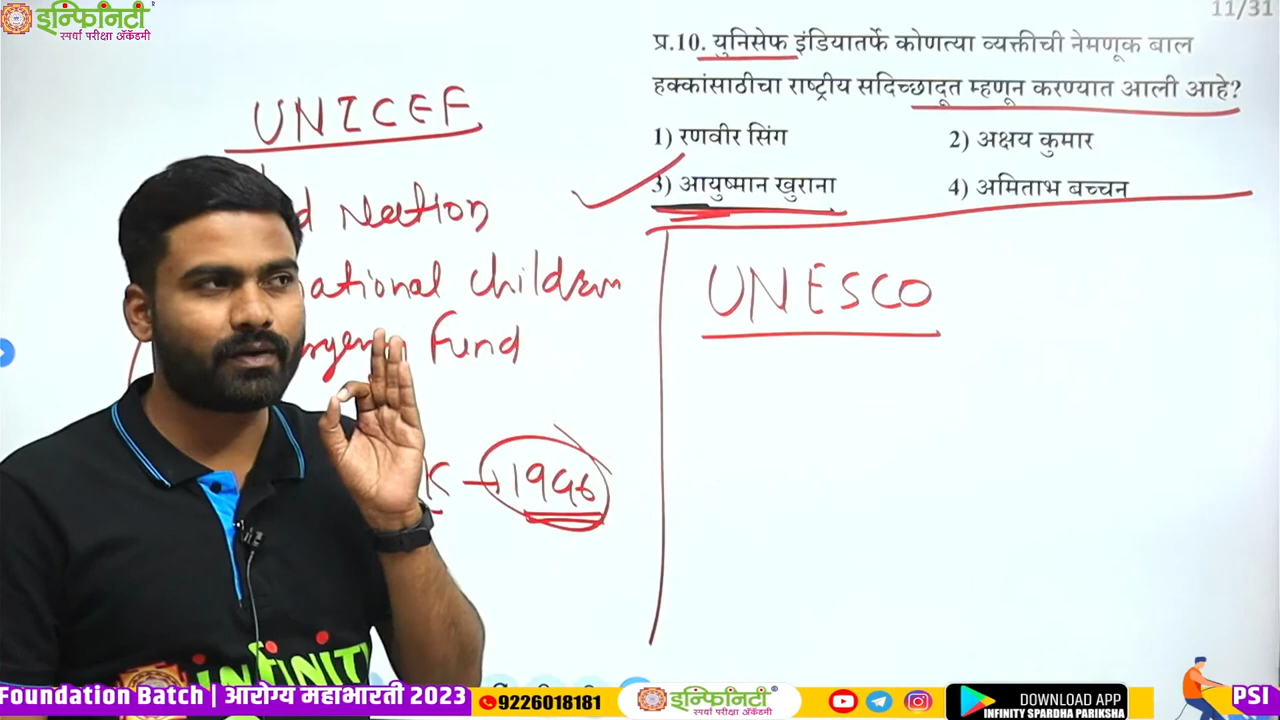 11/31
इन्फिनिटी
स्पर्धा परीक्षा अ‍ॅकॅडमी
प्र.10. युनिसेफ इंडियातर्फे कोणत्या व्यक्तीची नेमणूक बाल
हक्कांसाठीचा राष्ट्रीय सदिच्छादूत म्हणून करण्यात आली आहे?
1) रणवीर सिंग
2) अक्षय कुमार
3) आयुष्मान खुराना
4) अमिताभ बच्चन
UNICEF
Nation
children
Fund
1946
UNESCO
INFINITY
Foundation Batch | आरोग्य महाभारती 2023
9226018181
इन्फिनिटी
स्पर्धा परीक्षा अ‍ॅकॅडमी
DOWNLOAD APP
INFINITY SPARDHA PARIKSHA
PSI